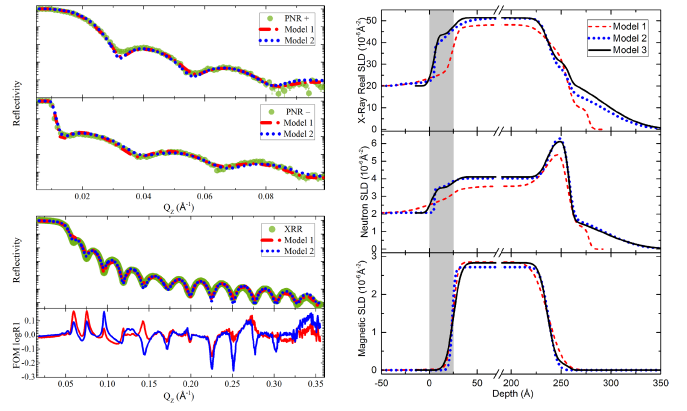 Reflectivity
PNR +
Model 1
Model 2
PNR −
Model 1
Model 2
0.02
0.04
0.06
0.08
Q_Z (Å⁻¹)
Reflectivity
XRR
Model 1
Model 2
FOM logR1
0.1
0.0
-0.1
-0.2
-0.3
0.05
0.10
0.15
0.20
0.25
0.30
0.35
Q_Z (Å⁻¹)
X-Ray Real SLD (10⁻⁶Å⁻²)
50
40
30
20
10
0
Model 1
Model 2
Model 3
Neutron SLD (10⁻⁶Å⁻²)
6
5
4
3
2
1
0
Magnetic SLD (10⁻⁶Å⁻²)
3
2
1
0
-50
0
50
200
250
300
350
Depth (Å)